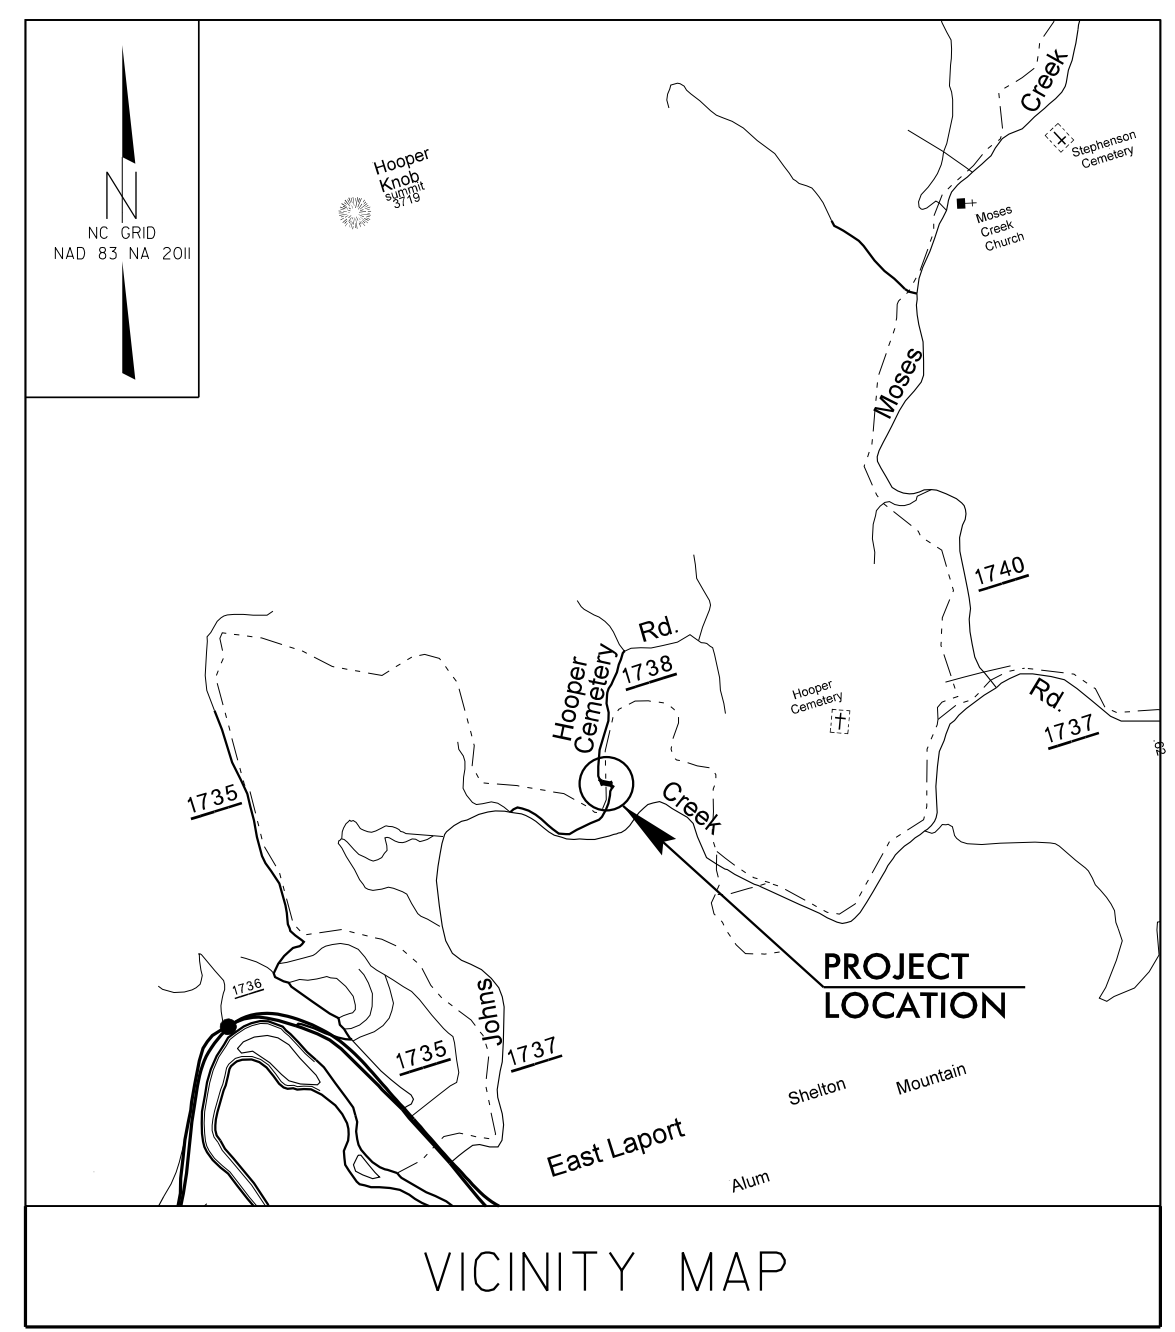 Creek
Stephenson
Cemetery
Hooper
Knob
summit
3719
N
NC GRID
NAD 83 NA 2011
Moses
Creek
Church
Moses
1740
Rd.
1738
Hooper
Cemetery
Hooper
Cemetery
Rd.
1737
.62
1735
Creek
PROJECT
LOCATION
1736
Johns
1735
1737
Shelton Mountain
East Laport
Alum
VICINITY MAP